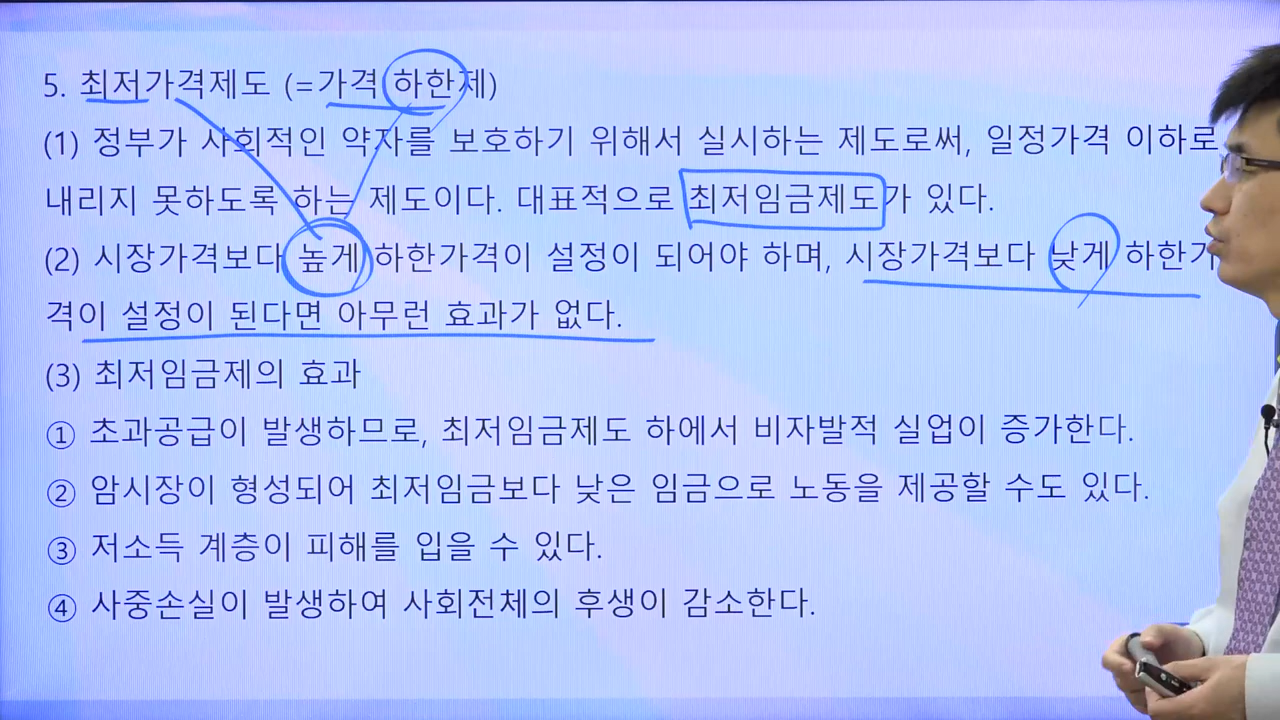 5. 최저가격제도 (=가격 하한제)
(1) 정부가 사회적인 약자를 보호하기 위해서 실시하는 제도로써, 일정가격 이하로
내리지 못하도록 하는 제도이다. 대표적으로 최저임금제도가 있다.
(2) 시장가격보다 높게 하한가격이 설정이 되어야 하며, 시장가격보다 낮게 하한가
격이 설정이 된다면 아무런 효과가 없다.
(3) 최저임금제의 효과
① 초과공급이 발생하므로, 최저임금제도 하에서 비자발적 실업이 증가한다.
② 암시장이 형성되어 최저임금보다 낮은 임금으로 노동을 제공할 수도 있다.
③ 저소득 계층이 피해를 입을 수 있다.
④ 사중손실이 발생하여 사회전체의 후생이 감소한다.